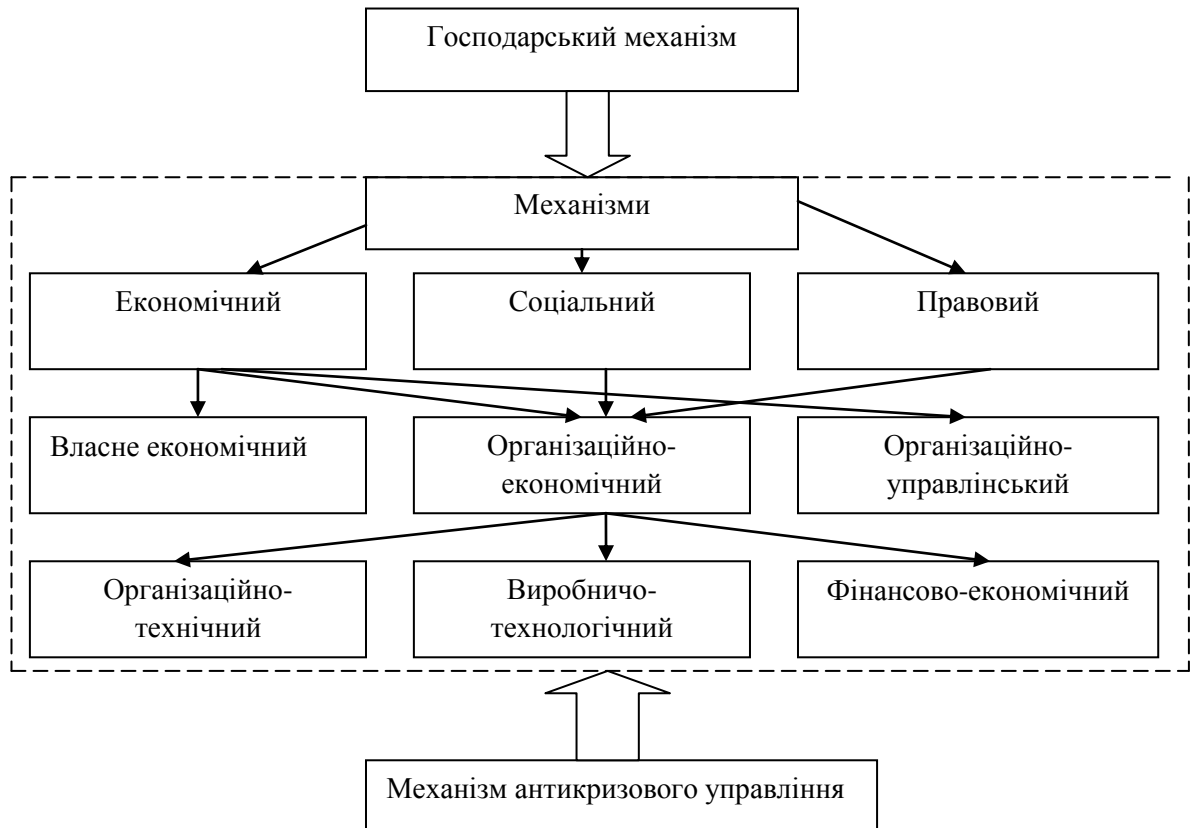 Господарський механізм
Механізми
Економічний
Соціальний
Правовий
Власне економічний
Організаційно-
економічний
Організаційно-
управлінський
Організаційно-
технічний
Виробничо-
технологічний
Фінансово-економічний
Механізм антикризового управління